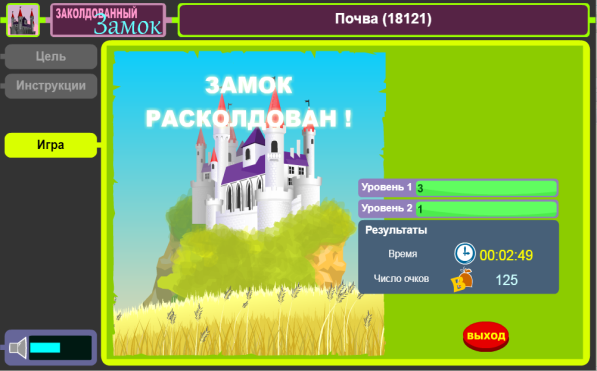 ЗАКОЛДОВАННЫЙ
Замок
Почва (18121)
Цель
Инструкции
Игра
ЗАМОК
РАСКОЛДОВАН !
Уровень 1 3
Уровень 2 1
Результаты
Время 00:02:49
Число очков 125
ВЫХОД